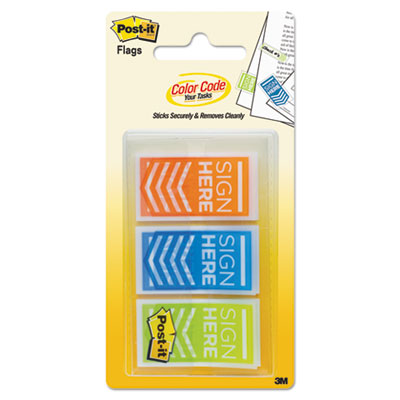 Post-it
Flags
Color Code
Your Tasks
Sticks Securely & Removes Cleanly
SIGN
HERE
SIGN
HERE
SIGN
HERE
Post-it
3M